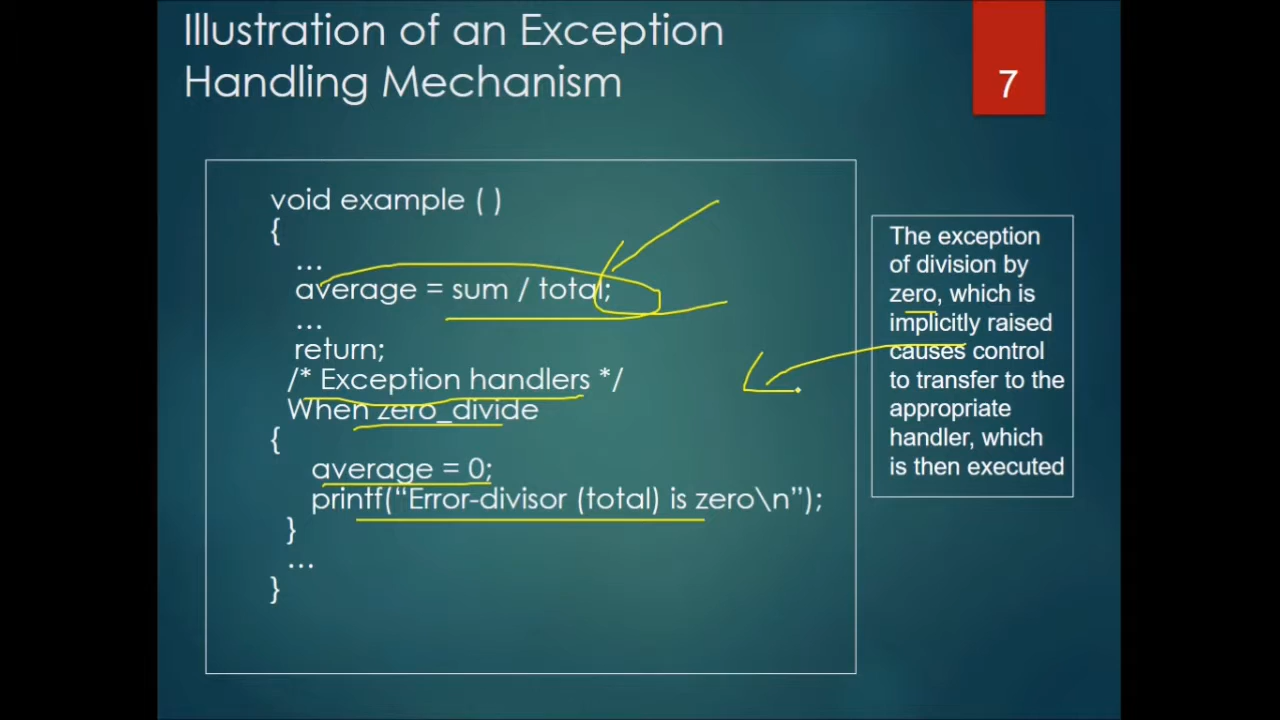 Illustration of an Exception
Handling Mechanism
7
void example ( )
{
...
average = sum / total;
...
return;
/* Exception handlers */
When zero_divide
{
average = 0;
printf(“Error-divisor (total) is zero\n”);
}
...
}
The exception
of division by
zero, which is
implicitly raised
causes control
to transfer to the
appropriate
handler, which
is then executed